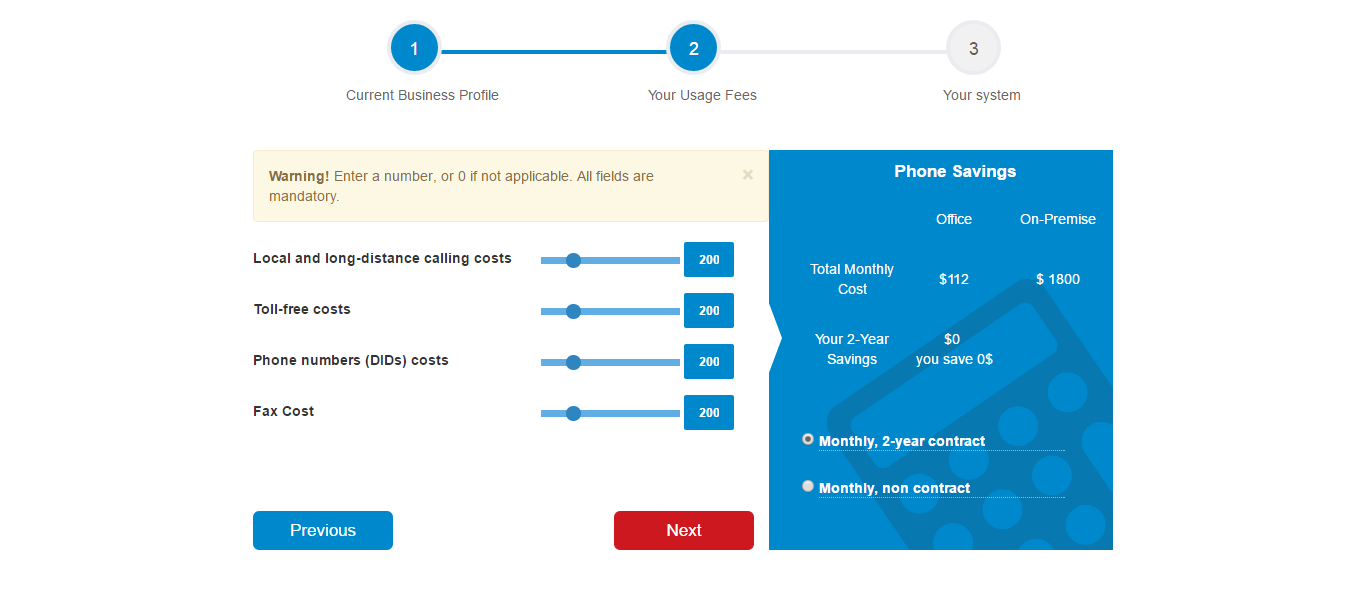 1
2
3
Current Business Profile
Your Usage Fees
Your system
Warning! Enter a number, or 0 if not applicable. All fields are
mandatory.
×
Local and long-distance calling costs
200
Toll-free costs
200
Phone numbers (DIDs) costs
200
Fax Cost
200
Previous
Next
Phone Savings
Office
On-Premise
Total Monthly
Cost
$112
$ 1800
Your 2-Year
Savings
$0
you save 0$
Monthly, 2-year contract
Monthly, non contract